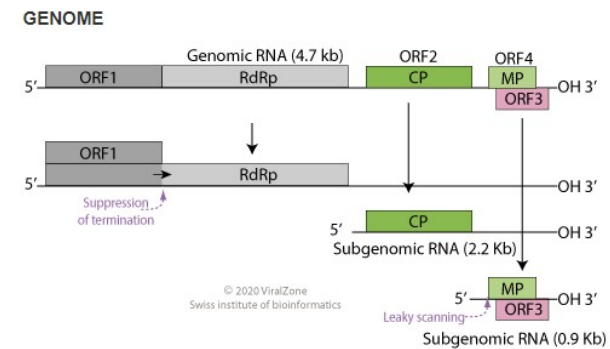 GENOME
Genomic RNA (4.7 kb)
ORF2
ORF4
5'
ORF1
RdRp
CP
MP
OH 3'
ORF3
ORF1
5'
RdRp
OH 3'
Suppression
of termination
5'
CP
OH 3'
Subgenomic RNA (2.2 Kb)
© 2020 ViralZone
Swiss institute of bioinformatics
5'
MP
OH 3'
Leaky scanning
ORF3
Subgenomic RNA (0.9 Kb)